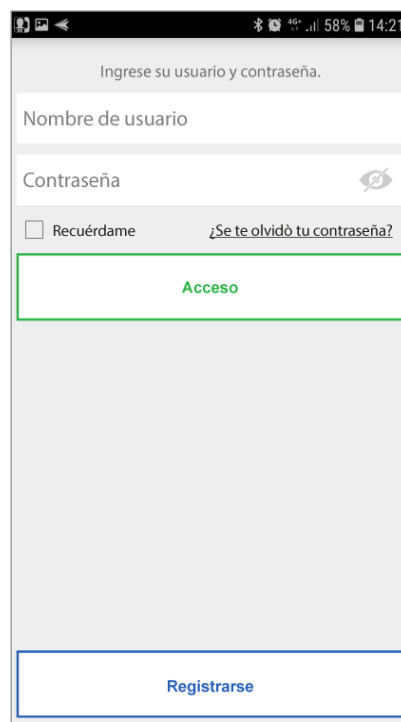 4G+ 58% 14:21
Ingrese su usuario y contraseña.
Nombre de usuario
Contraseña
Recuérdame ¿Se te olvidò tu contraseña?
Acceso
Registrarse